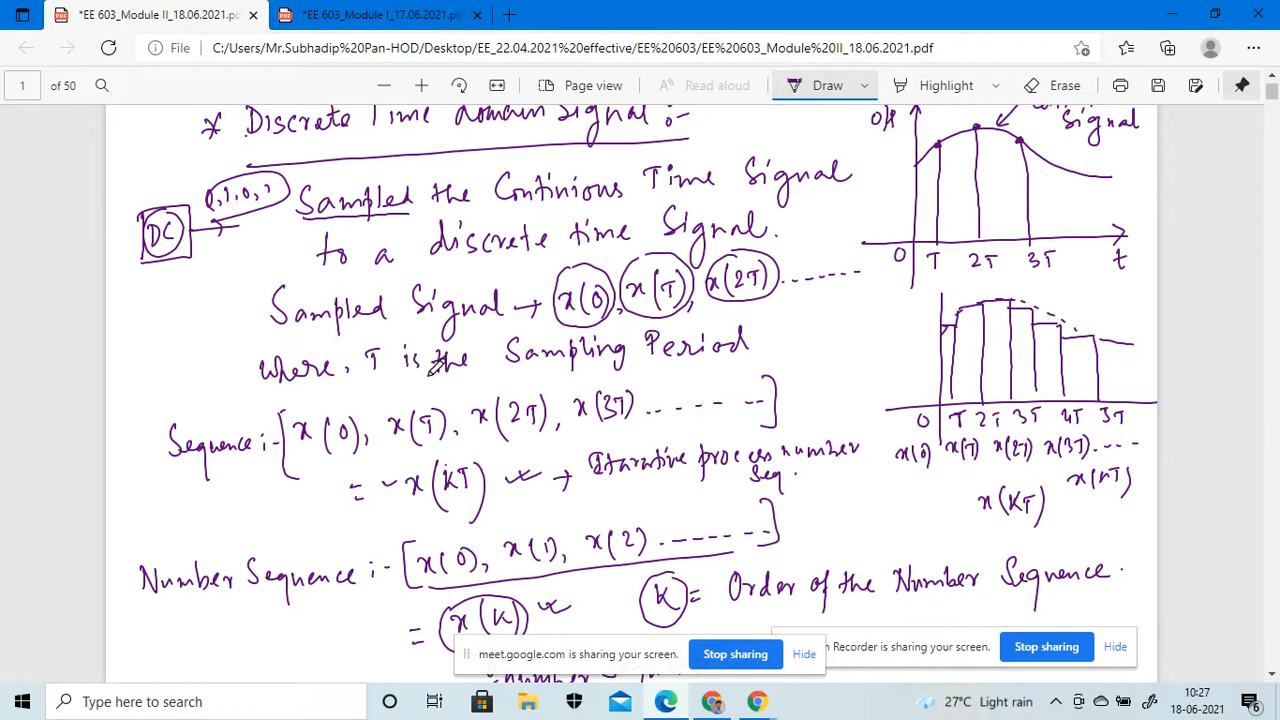 *EE 603_Module II_18.06.2021.pdf
*EE 603_Module I_17.06.2021.pdf
File
C:/Users/Mr.Subhadip%20Pan-HOD/Desktop/EE_22.04.2021%20effective/EE%20603/EE%20603_Module%20II_18.06.2021.pdf
1 of 50
Page view
Read aloud
Draw
Highlight
Erase
* Discrete Time domain Signal :-
DC
Sampled the Continious Time Signal
to a discrete time Signal.
Sampled Signal → x(0), x(T), x(2T) .......
where, T is the Sampling Period
Sequence :- [x(0), x(T), x(2T), x(3T) ..... --]
= x(KT) → Itarative process number
Seq.
Number Sequence :- [x(0), x(1), x(2) .------ --]
= x(K)
K = Order of the Number Sequence.
O/P
Signal
0 T 2T 3T t
0 T 2T 3T 4T 5T
x(0) x(T) x(2T) x(3T)....
x(nT)
x(KT)
meet.google.com is sharing your screen.
Stop sharing
Hide
Recorder is sharing your screen.
Stop sharing
Hide
Type here to search
27°C Light rain
10:27
18-06-2021
6